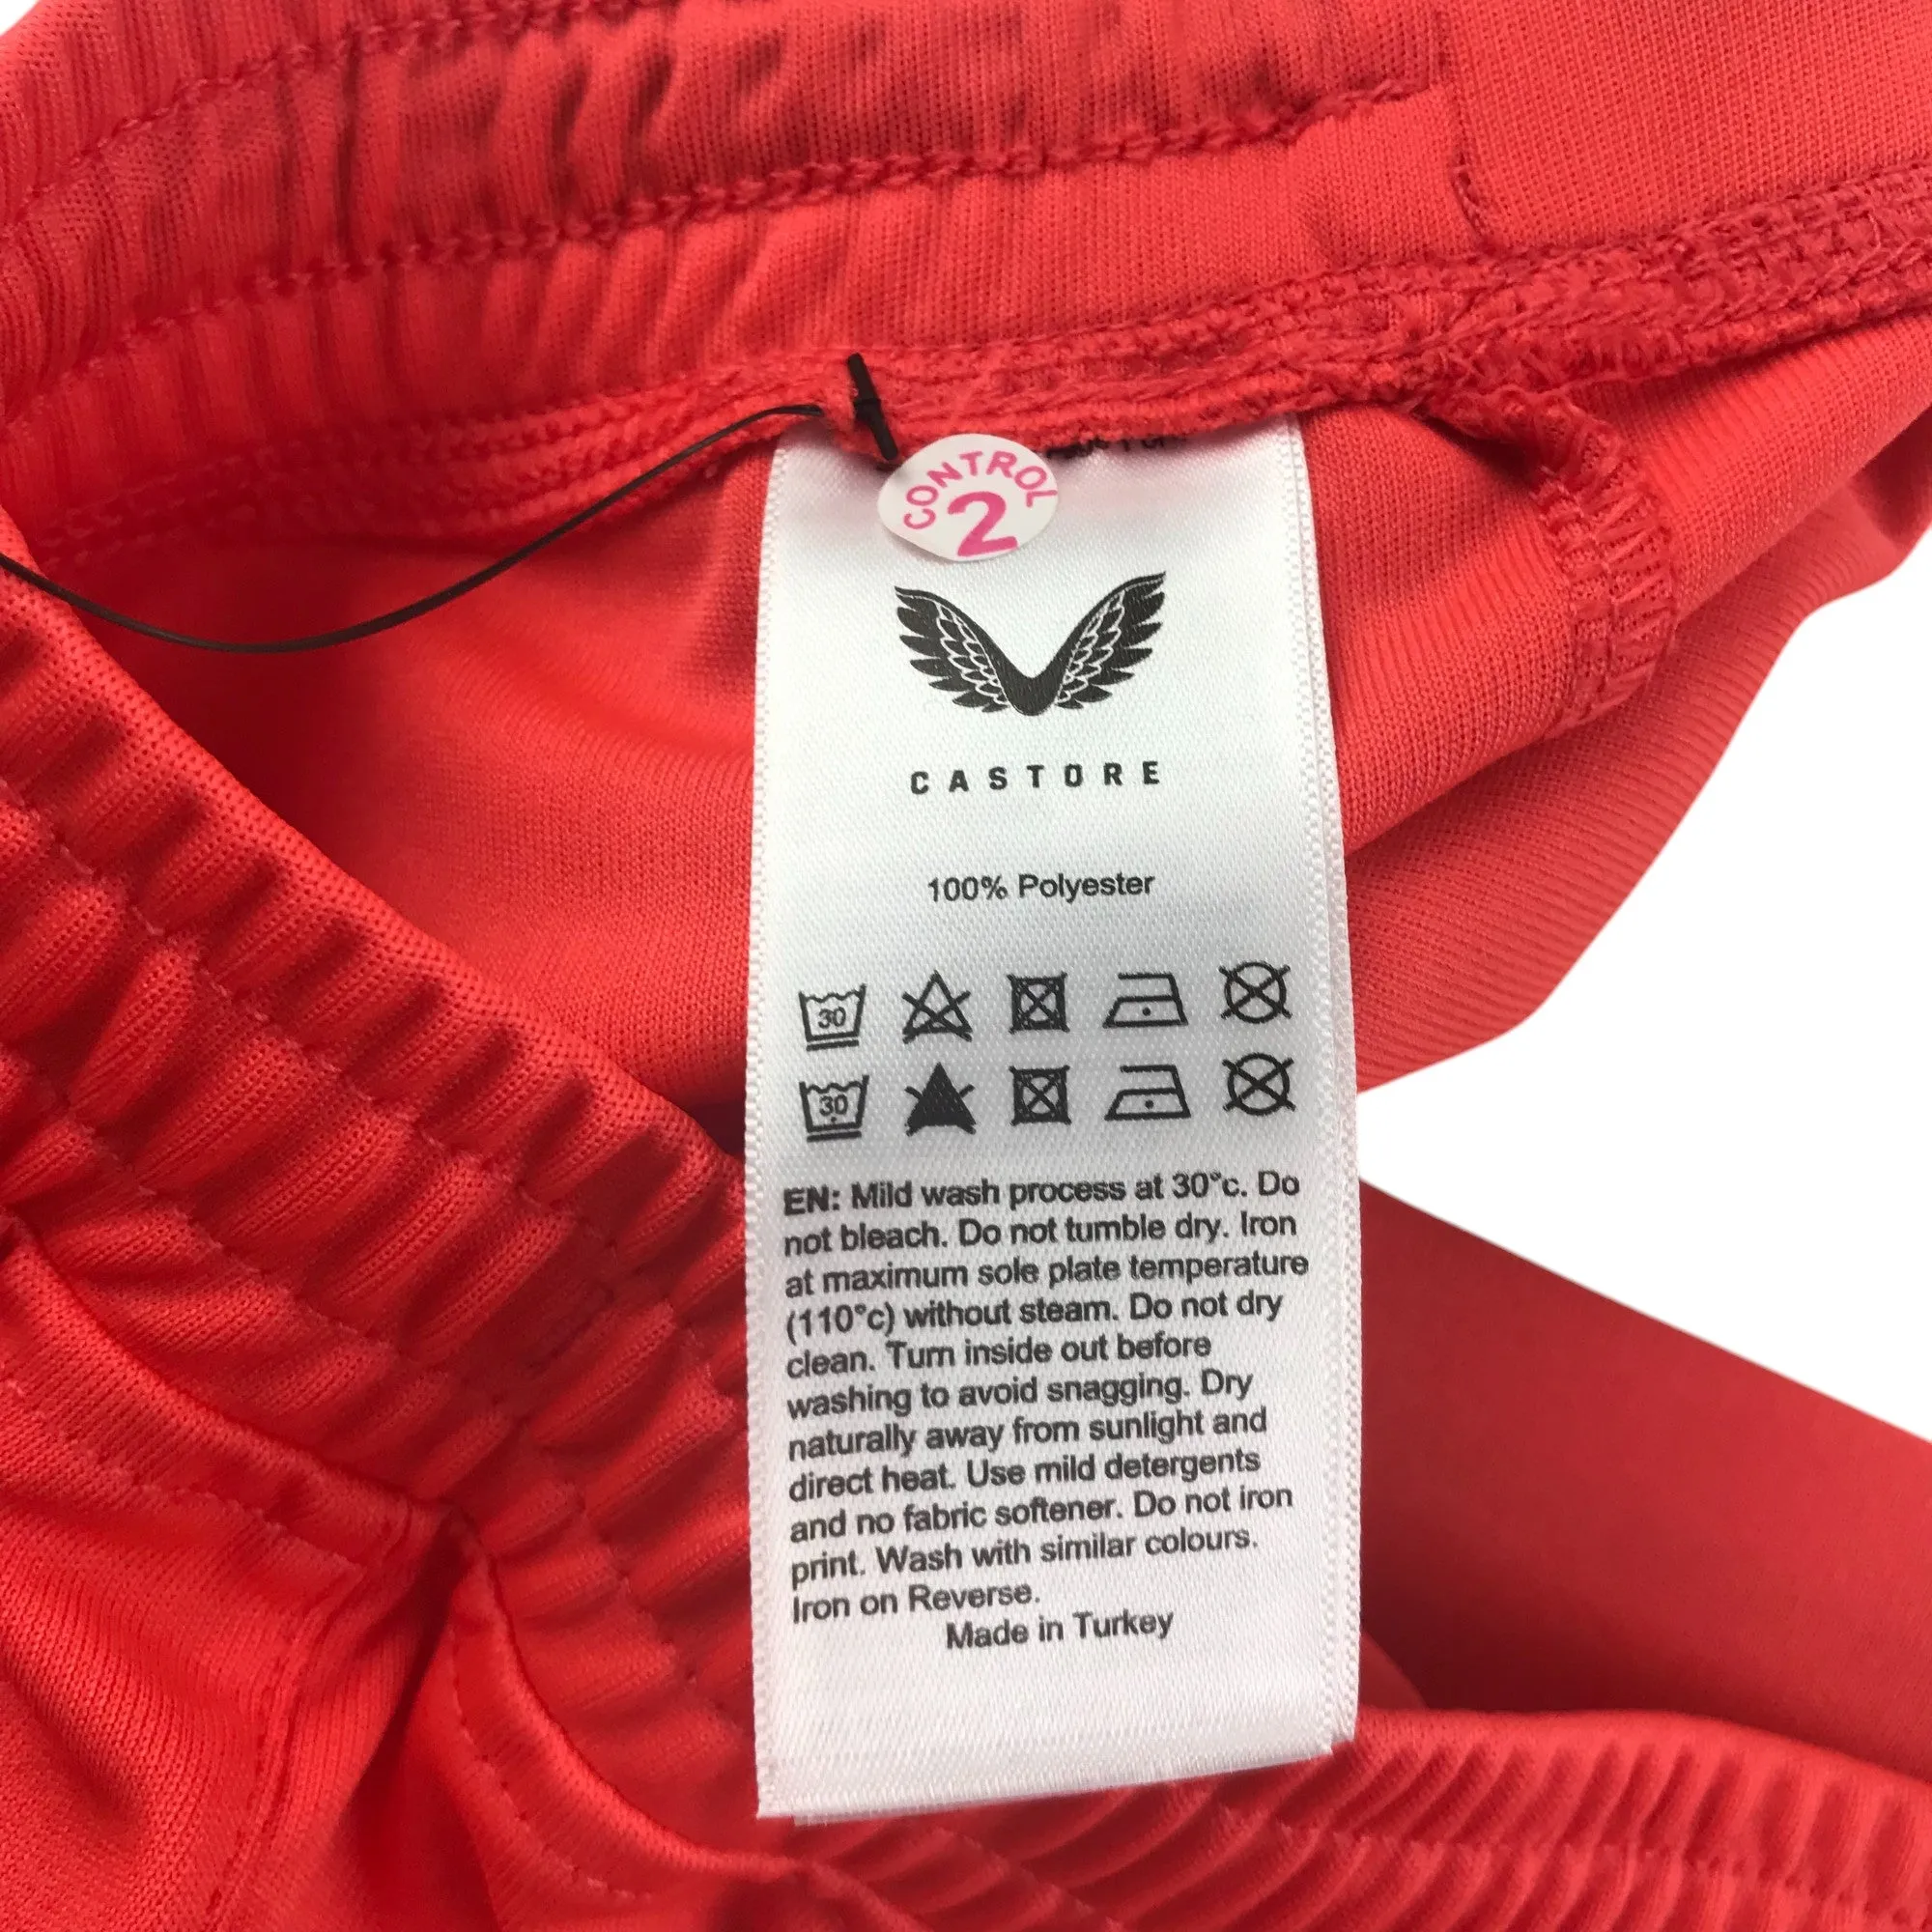 CONTROL
2
CASTORE
100% Polyester
30
30
EN: Mild wash process at 30°c. Do
not bleach. Do not tumble dry. Iron
at maximum sole plate temperature
(110°c) without steam. Do not dry
clean. Turn inside out before
washing to avoid snagging. Dry
naturally away from sunlight and
direct heat. Use mild detergents
and no fabric softener. Do not iron
print. Wash with similar colours.
Iron on Reverse.
Made in Turkey